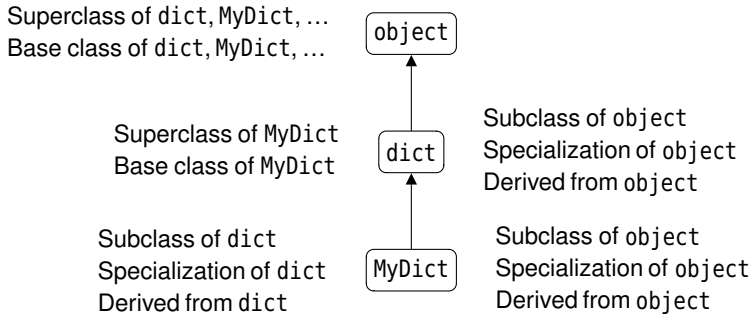 Superclass of dict, MyDict, …
Base class of dict, MyDict, …
object
Superclass of MyDict
Base class of MyDict
dict
Subclass of object
Specialization of object
Derived from object
Subclass of dict
Specialization of dict
Derived from dict
MyDict
Subclass of object
Specialization of object
Derived from object